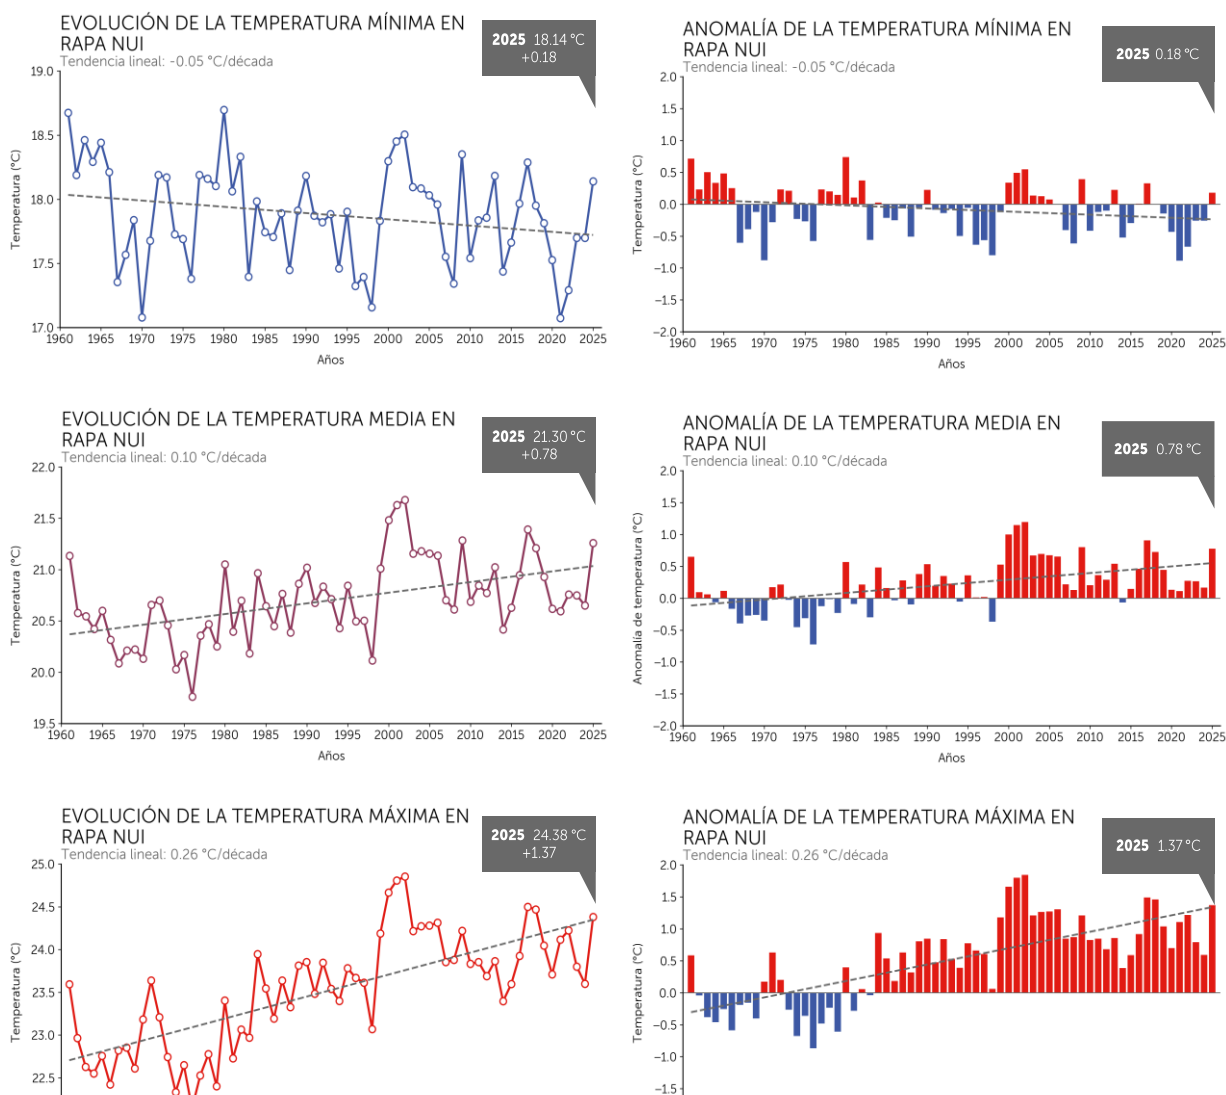 EVOLUCIÓN DE LA TEMPERATURA MÍNIMA EN
RAPA NUI
Tendencia lineal: -0.05 °C/década
2025 18.14 °C
+0.18
19.0
18.5
18.0
17.5
17.0
Temperatura (°C)
1960 1965 1970 1975 1980 1985 1990 1995 2000 2005 2010 2015 2020 2025
Años
ANOMALÍA DE LA TEMPERATURA MÍNIMA EN
RAPA NUI
Tendencia lineal: -0.05 °C/década
2025 0.18 °C
2.0
1.5
1.0
0.5
0.0
−0.5
−1.0
−1.5
−2.0
Temperatura (°C)
1960 1965 1970 1975 1980 1985 1990 1995 2000 2005 2010 2015 2020 2025
Años
EVOLUCIÓN DE LA TEMPERATURA MEDIA EN
RAPA NUI
Tendencia lineal: 0.10 °C/década
2025 21.30 °C
+0.78
22.0
21.5
21.0
20.5
20.0
19.5
Temperatura (°C)
1960 1965 1970 1975 1980 1985 1990 1995 2000 2005 2010 2015 2020 2025
Años
ANOMALÍA DE LA TEMPERATURA MEDIA EN
RAPA NUI
Tendencia lineal: 0.10 °C/década
2025 0.78 °C
2.0
1.5
1.0
0.5
0.0
−0.5
−1.0
−1.5
−2.0
Anomalía de temperatura (°C)
1960 1965 1970 1975 1980 1985 1990 1995 2000 2005 2010 2015 2020 2025
Años
EVOLUCIÓN DE LA TEMPERATURA MÁXIMA EN
RAPA NUI
Tendencia lineal: 0.26 °C/década
2025 24.38 °C
+1.37
25.0
24.5
24.0
23.5
23.0
22.5
Temperatura (°C)
ANOMALÍA DE LA TEMPERATURA MÁXIMA EN
RAPA NUI
Tendencia lineal: 0.26 °C/década
2025 1.37 °C
2.0
1.5
1.0
0.5
0.0
−0.5
−1.0
−1.5
Temperatura (°C)